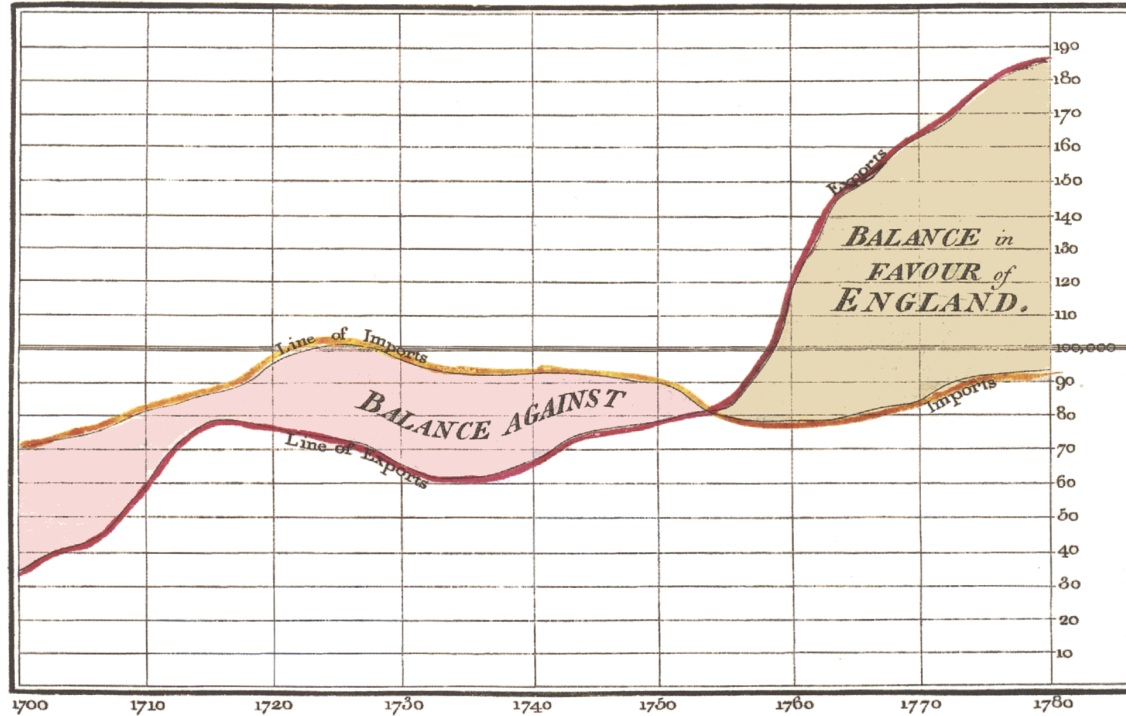 190
180
170
160
150
140
130
120
110
100,000
90
80
70
60
50
40
30
20
10
Exports
BALANCE in
FAVOUR of
ENGLAND.
Line of Imports
BALANCE AGAINST
Imports
Line of Exports
1700 1710 1720 1730 1740 1750 1760 1770 1780